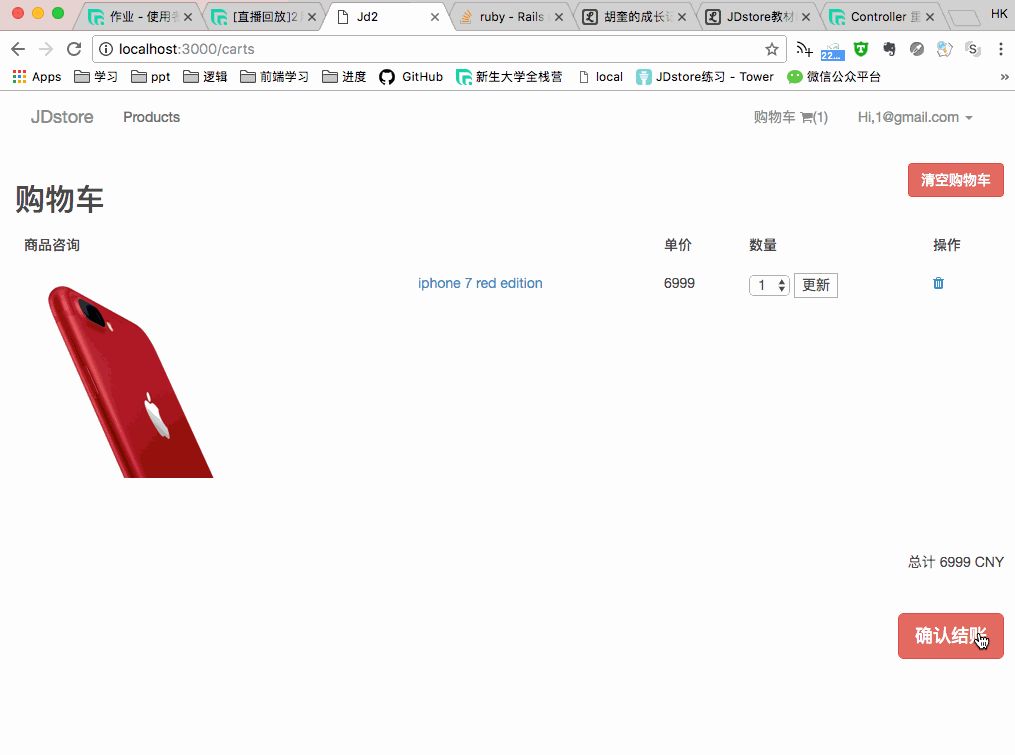 作业 - 使用 [直播回放]2 Jd2 ruby - Rails 胡奎的成长 JDstore教材 Controller HK
localhost:3000/carts
22...
Apps 学习 ppt 逻辑 前端学习 进度 GitHub 新生大学全栈营 local JDstore练习 - Tower 微信公众平台 »
JDstore Products 购物车 (1) Hi,1@gmail.com
清空购物车
购物车
商品咨询 单价 数量 操作
iphone 7 red edition 6999 1 更新
总计 6999 CNY
确认结账